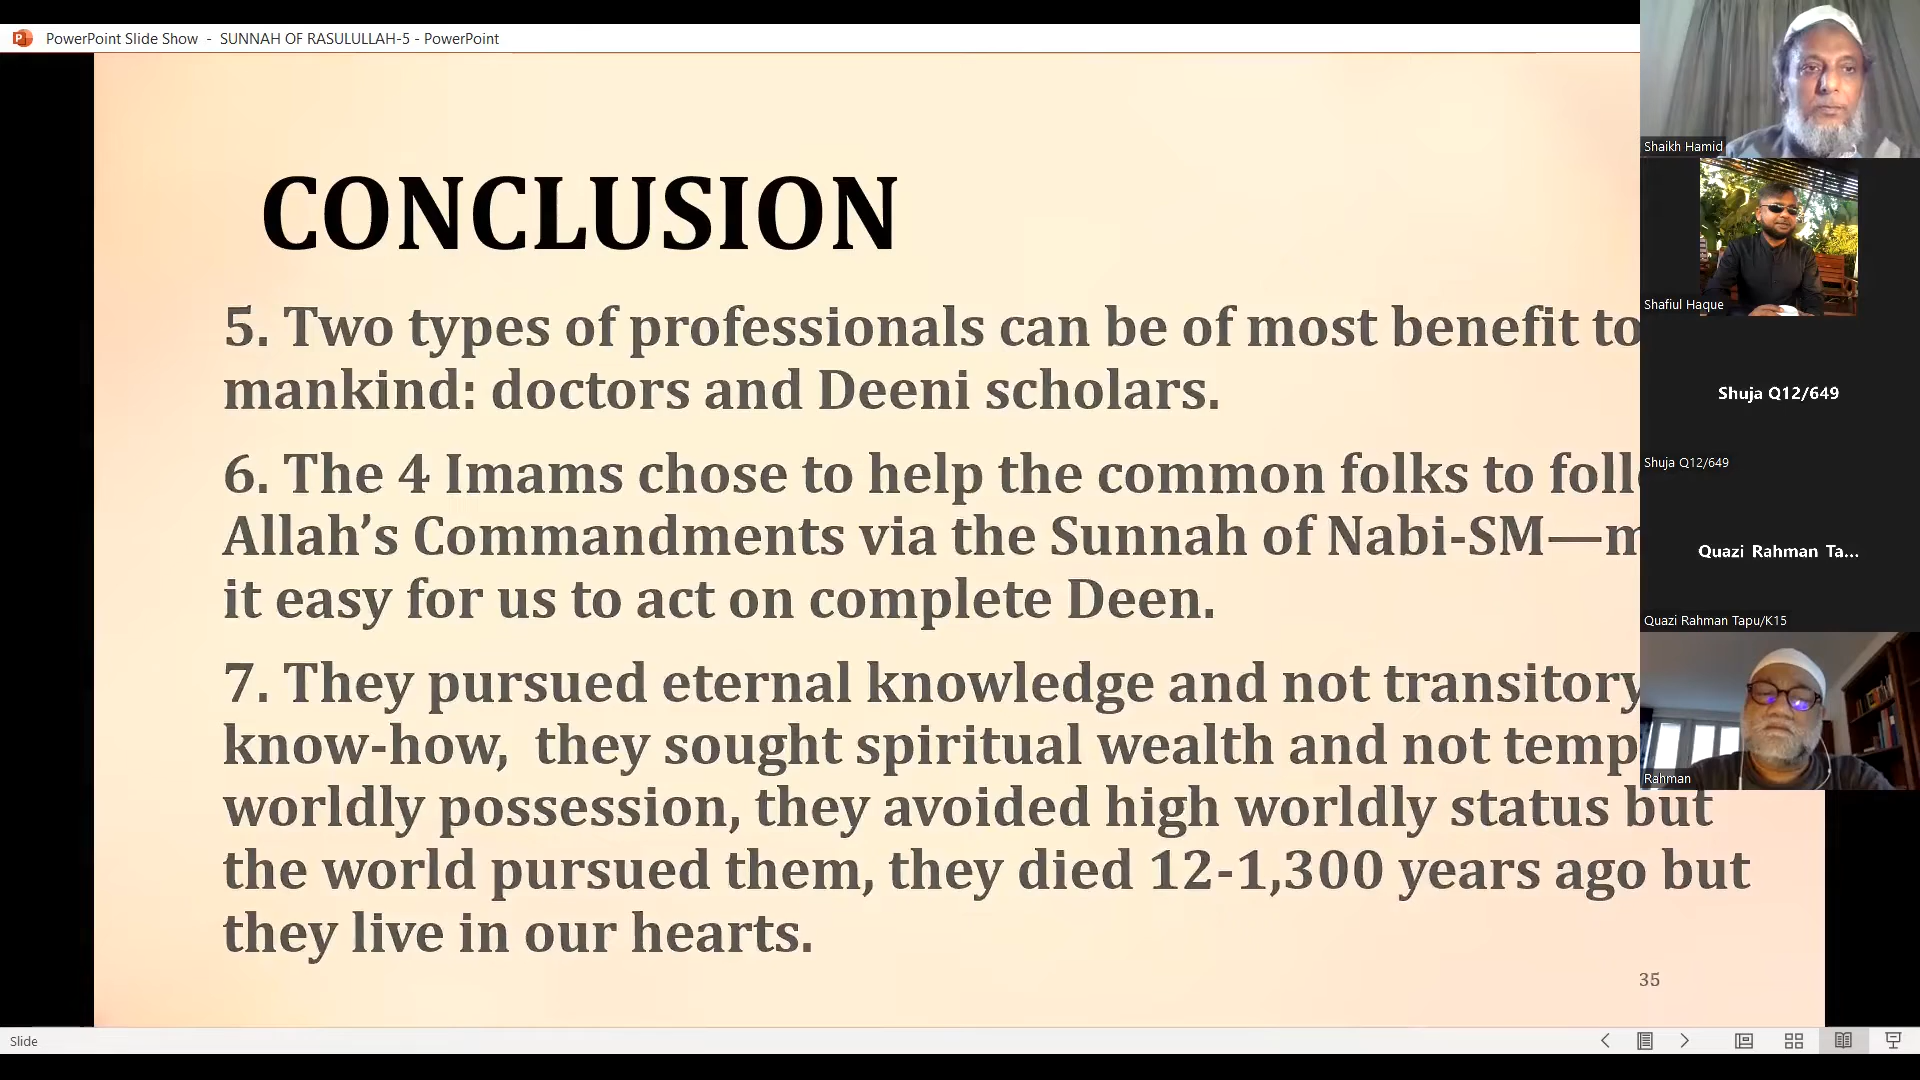 PowerPoint Slide Show - SUNNAH OF RASULULLAH-5 - PowerPoint
CONCLUSION
5. Two types of professionals can be of most benefit to
mankind: doctors and Deeni scholars.
6. The 4 Imams chose to help the common folks to
Allah’s Commandments via the Sunnah of Nabi-SM—
it easy for us to act on complete Deen.
7. They pursued eternal knowledge and not transitory
know-how, they sought spiritual wealth and not
worldly possession, they avoided high worldly status but
the world pursued them, they died 12-1,300 years ago but
they live in our hearts.
35
Slide
Shaikh Hamid
Shafiul Haque
Shuja Q12/649
Shuja Q12/649
Quazi Rahman Ta...
Quazi Rahman Tapu/K15
Rahman